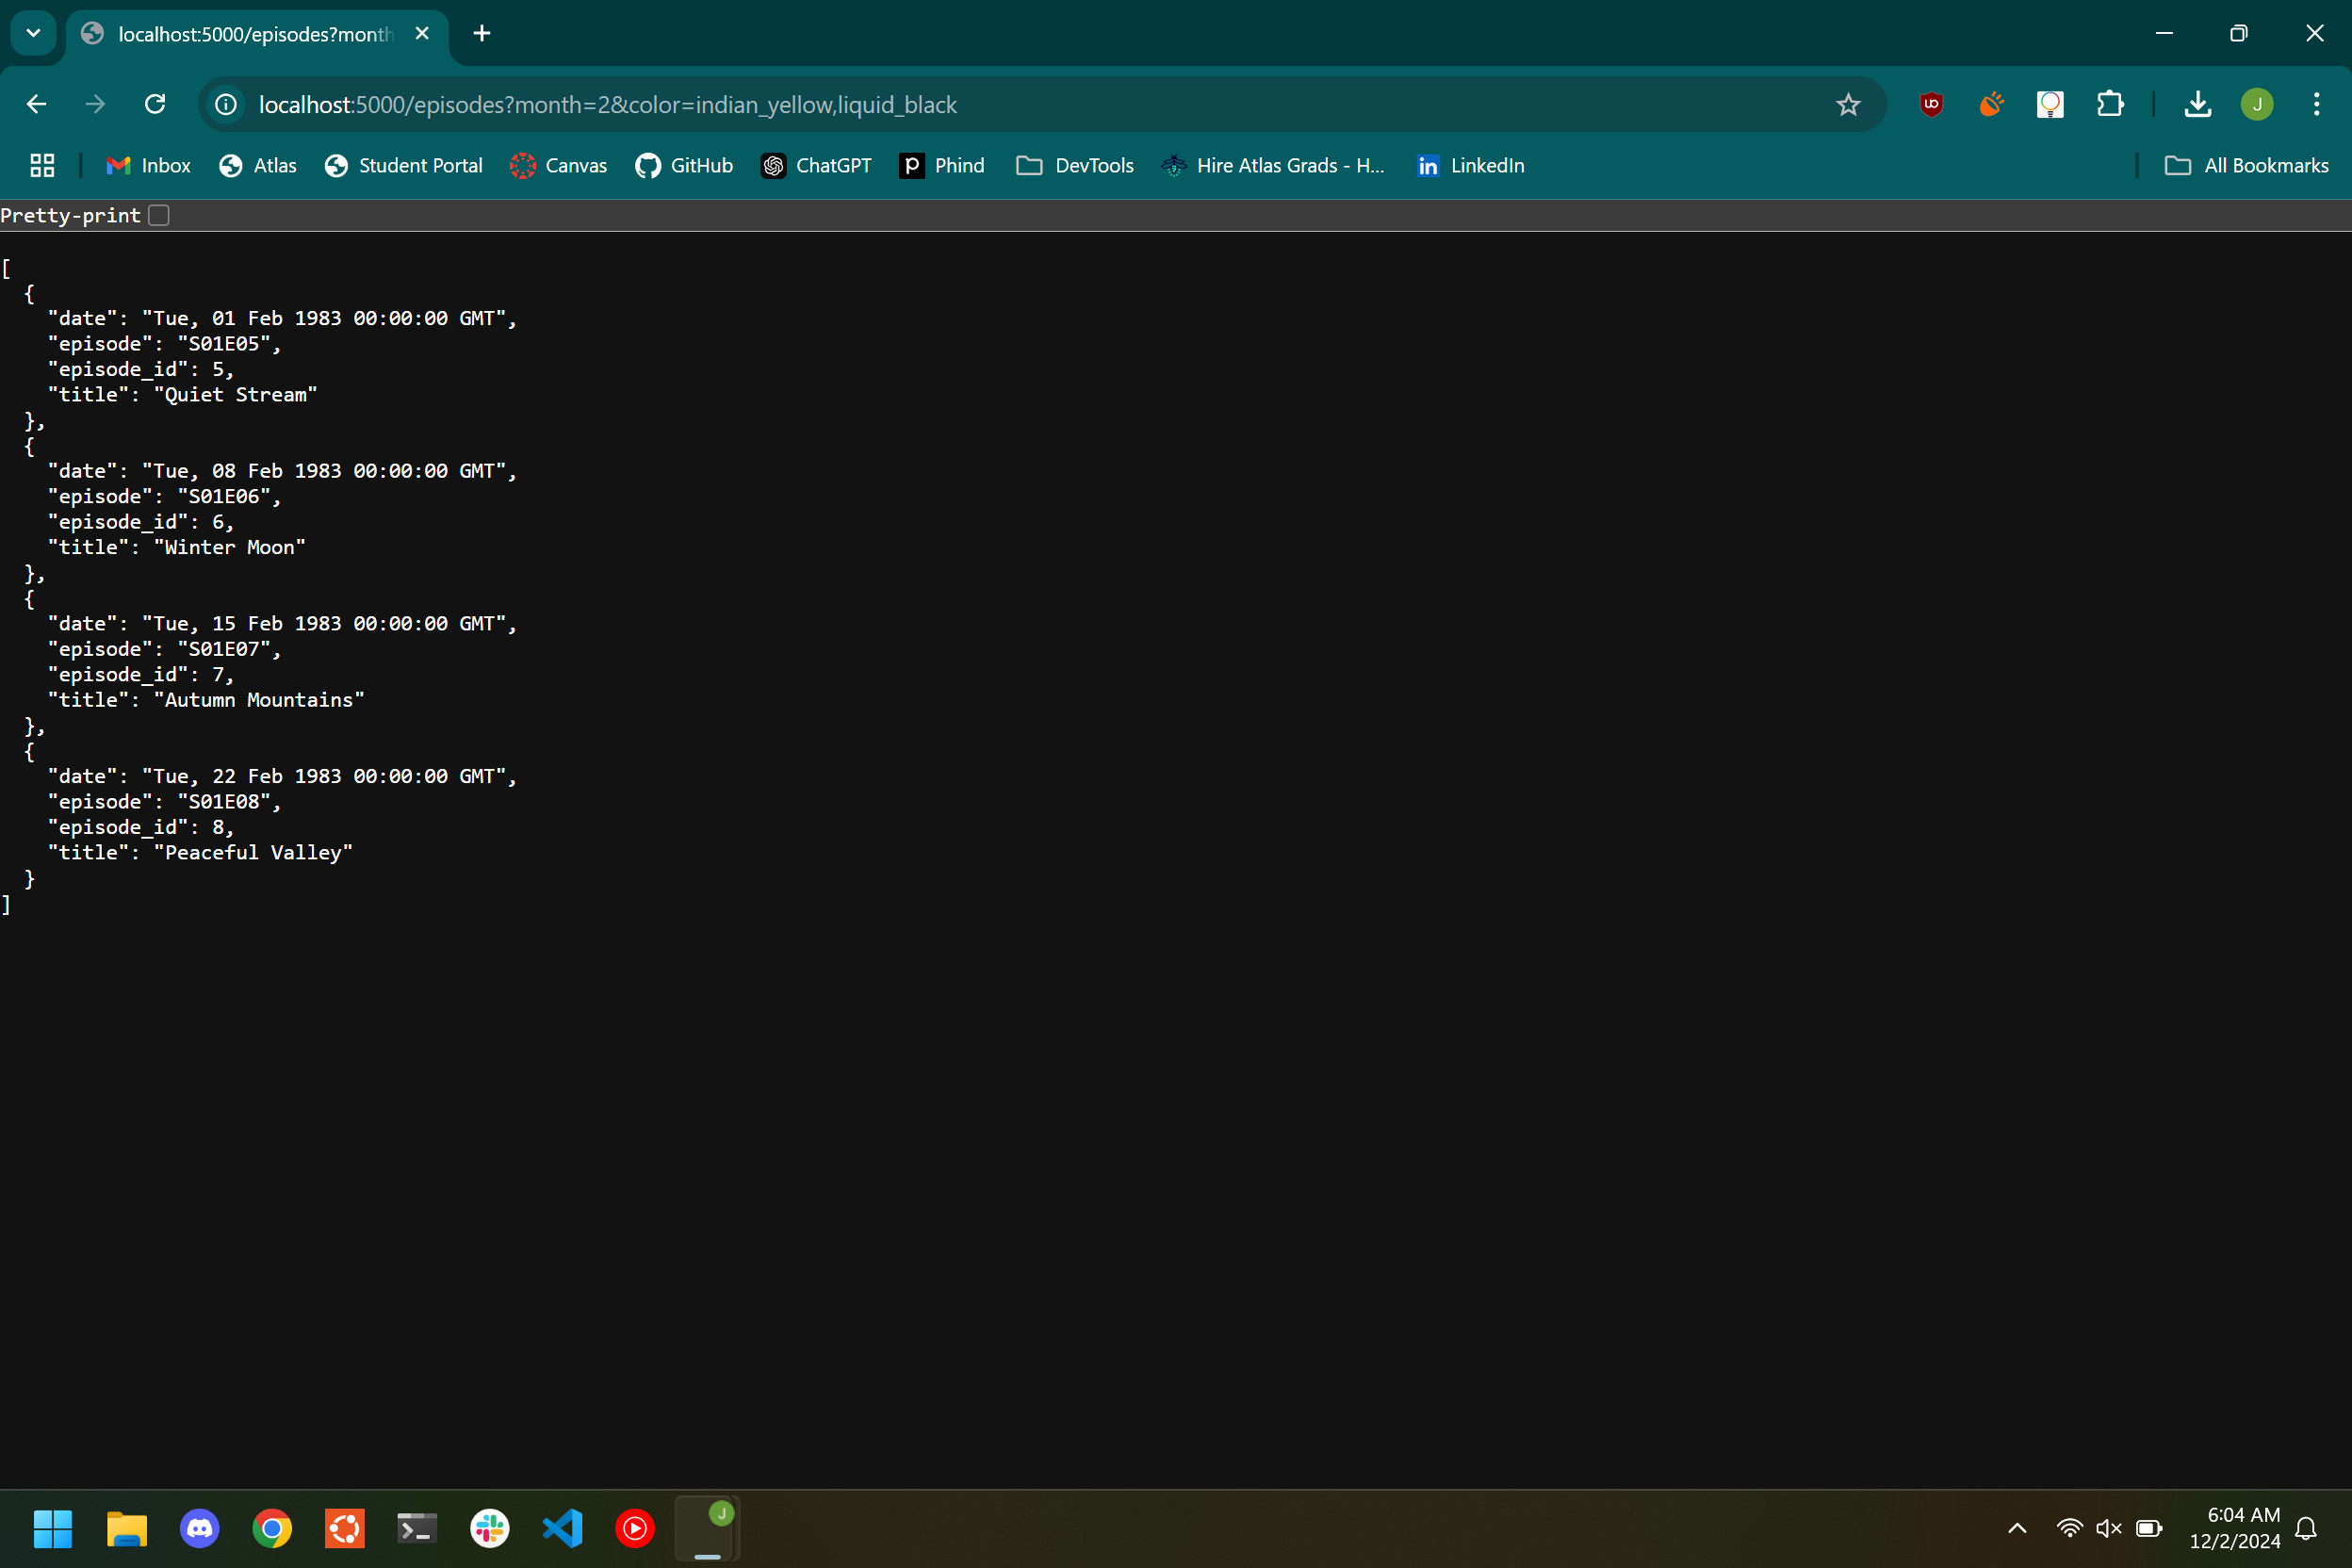 localhost:5000/episodes?month
localhost:5000/episodes?month=2&color=indian_yellow,liquid_black
J
Inbox
Atlas
Student Portal
Canvas
GitHub
ChatGPT
Phind
DevTools
Hire Atlas Grads - H...
LinkedIn
All Bookmarks
Pretty-print
[
  {
    "date": "Tue, 01 Feb 1983 00:00:00 GMT",
    "episode": "S01E05",
    "episode_id": 5,
    "title": "Quiet Stream"
  },
  {
    "date": "Tue, 08 Feb 1983 00:00:00 GMT",
    "episode": "S01E06",
    "episode_id": 6,
    "title": "Winter Moon"
  },
  {
    "date": "Tue, 15 Feb 1983 00:00:00 GMT",
    "episode": "S01E07",
    "episode_id": 7,
    "title": "Autumn Mountains"
  },
  {
    "date": "Tue, 22 Feb 1983 00:00:00 GMT",
    "episode": "S01E08",
    "episode_id": 8,
    "title": "Peaceful Valley"
  }
]
J
6:04 AM
12/2/2024